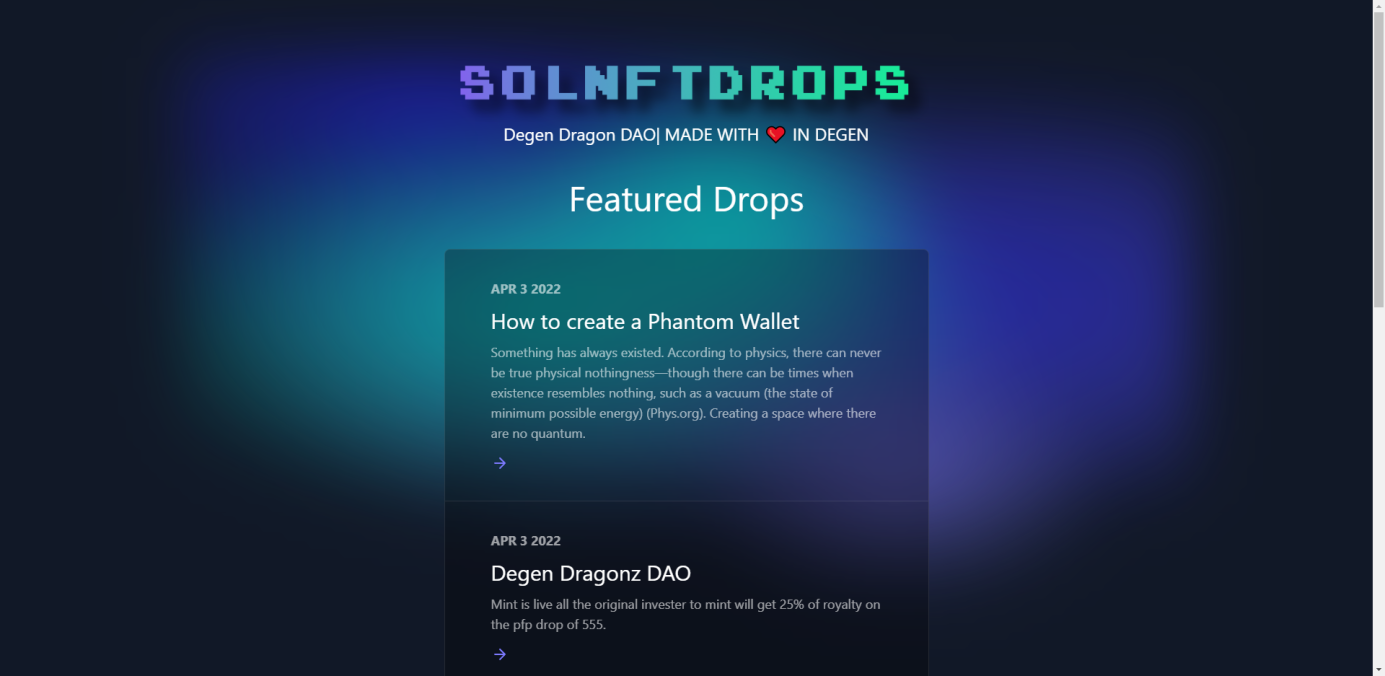 SOLNFTDROPS
Degen Dragon DAO| MADE WITH ❤️ IN DEGEN
Featured Drops
APR 3 2022
How to create a Phantom Wallet
Something has always existed. According to physics, there can never
be true physical nothingness—though there can be times when
existence resembles nothing, such as a vacuum (the state of
minimum possible energy) (Phys.org). Creating a space where there
are no quantum.
→
APR 3 2022
Degen Dragonz DAO
Mint is live all the original invester to mint will get 25% of royalty on
the pfp drop of 555.
→